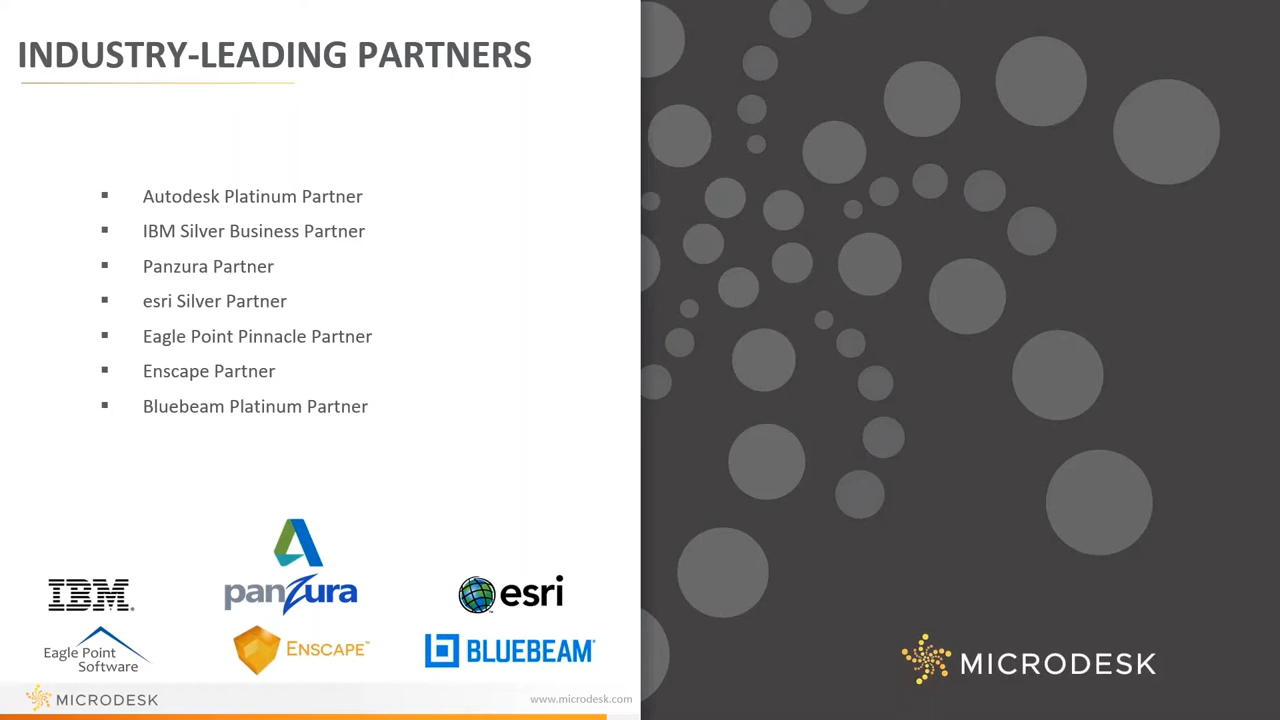 INDUSTRY-LEADING PARTNERS
Autodesk Platinum Partner
IBM Silver Business Partner
Panzura Partner
esri Silver Partner
Eagle Point Pinnacle Partner
Enscape Partner
Bluebeam Platinum Partner
IBM
panzura
esri
Eagle Point
Software
ENSCAPE™
BLUEBEAM
MICRODESK
www.microdesk.com
MICRODESK